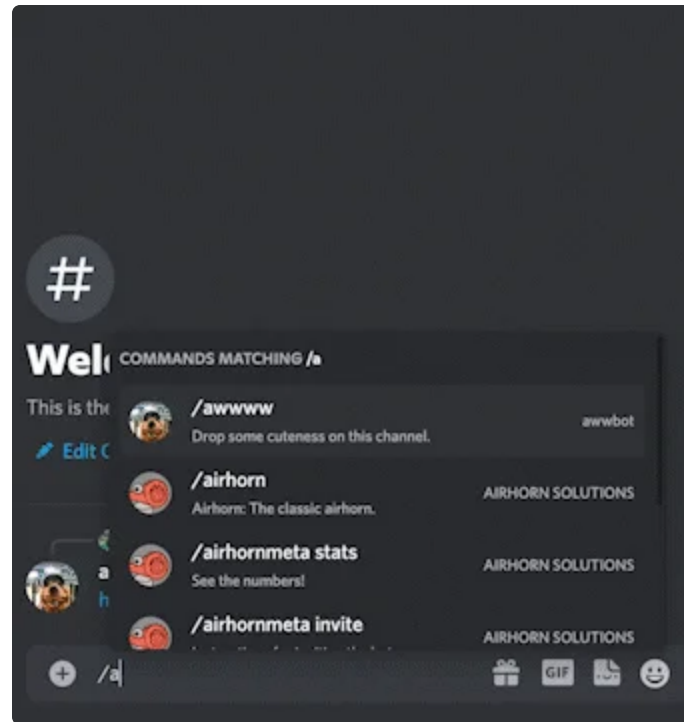 #
Wel
COMMANDS MATCHING /a
This is the
/awwww
Drop some cuteness on this channel.
awwbot
Edit C
/airhorn
Airhorn: The classic airhorn.
AIRHORN SOLUTIONS
/airhornmeta stats
See the numbers!
AIRHORN SOLUTIONS
a
h
/airhornmeta invite
AIRHORN SOLUTIONS
/a
GIF